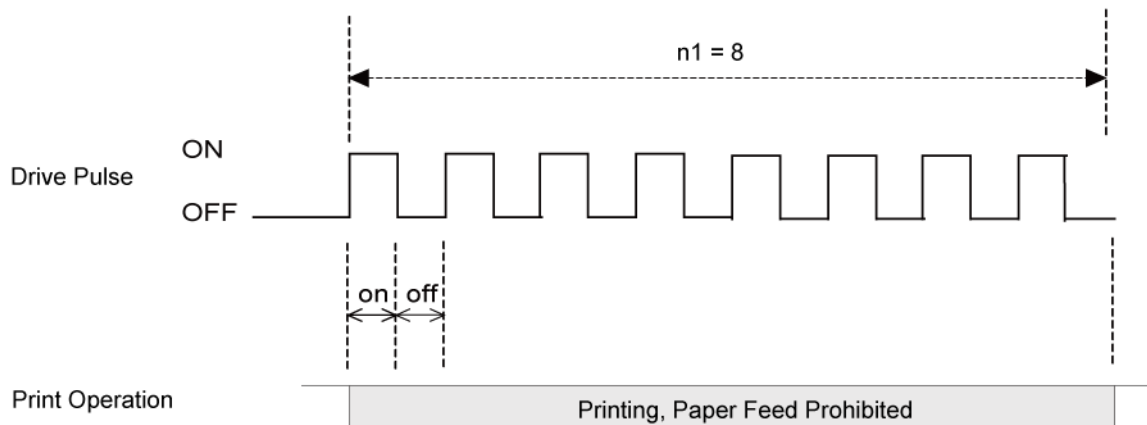 n1 = 8
ON
Drive Pulse
OFF
on off
Print Operation
Printing, Paper Feed Prohibited